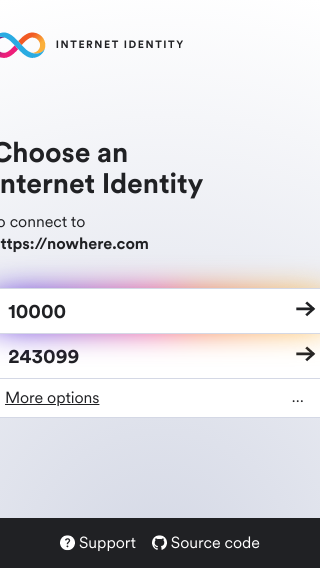 INTERNET IDENTITY
Choose an
nternet Identity
o connect to
ttps://nowhere.com
10000
243099
More options ...
? Support Source code